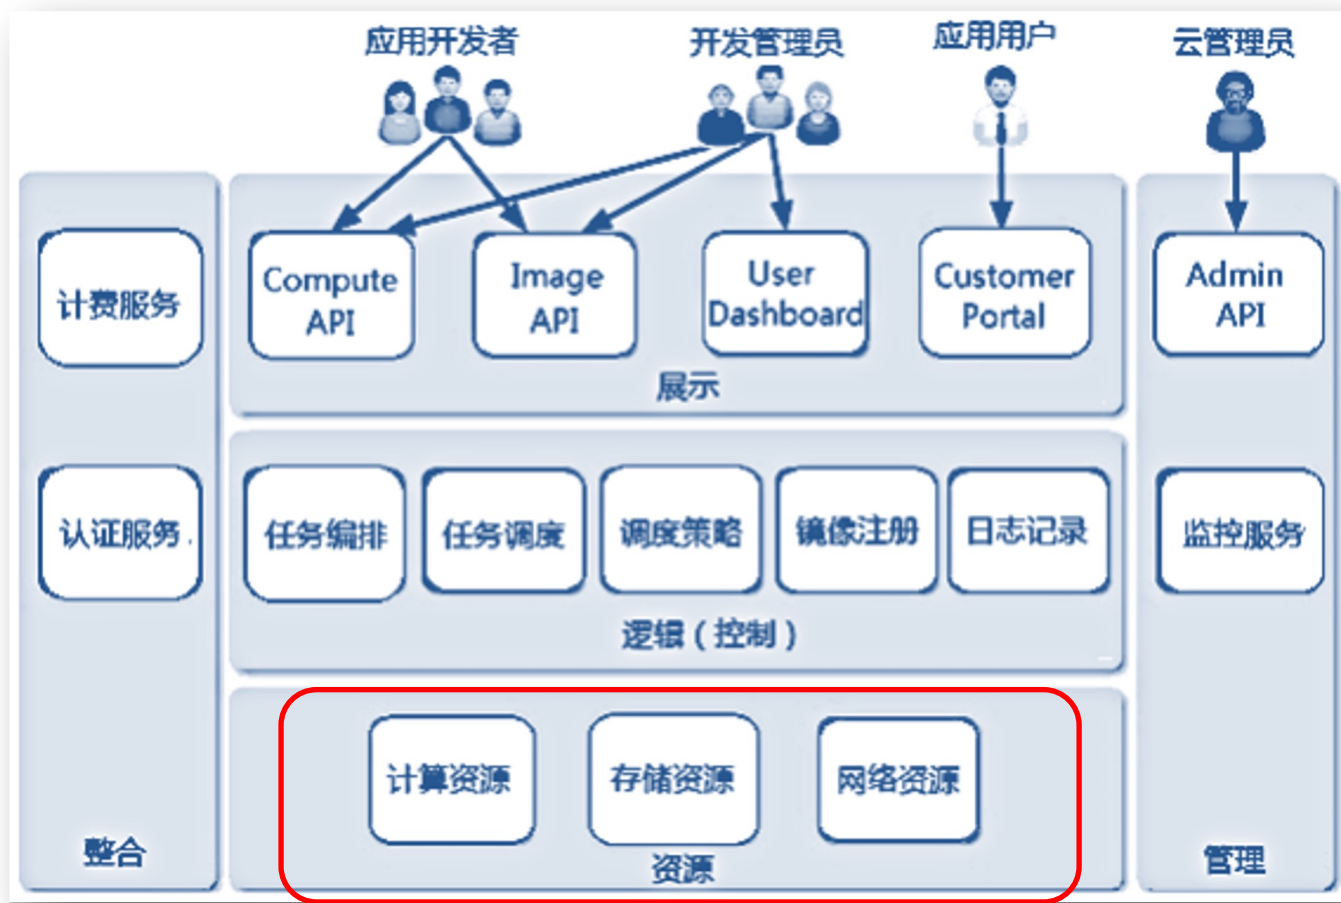 应用开发者
开发管理员
应用用户
云管理员
计费服务
Compute
API
Image
API
User
Dashboard
Customer
Portal
Admin
API
展示
认证服务
任务编排
任务调度
调度策略
镜像注册
日志记录
监控服务
逻辑(控制)
计算资源
存储资源
网络资源
整合
资源
管理